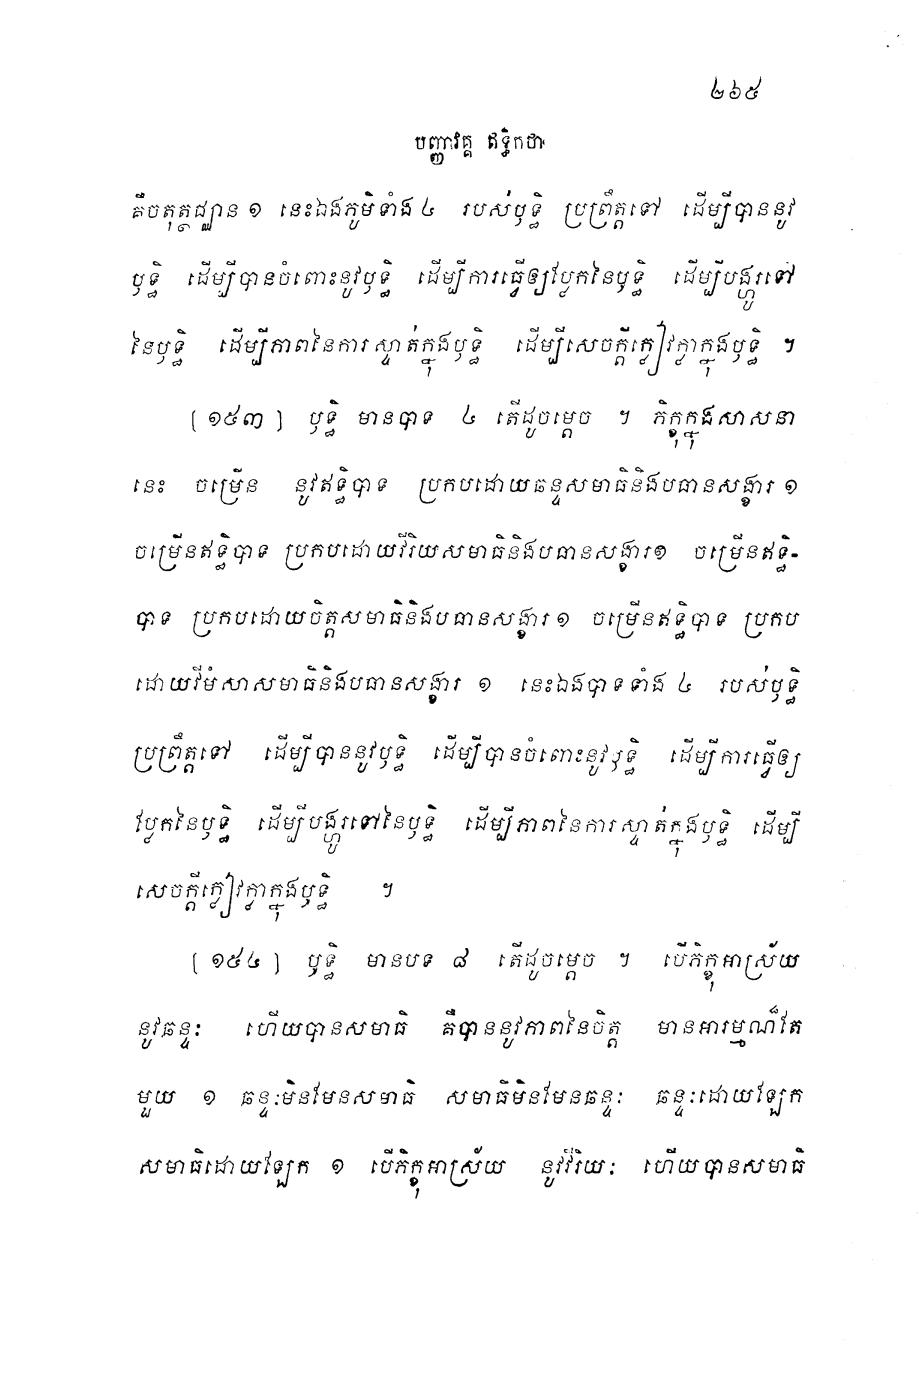 ២៦៥
បញ្ញាវគ្គ ឥទ្ធិកថា
គឺចតុត្ថជ្ឈាន ១ នេះឯងភូមិទាំង ៤ របស់ឫទ្ធិ ប្រព្រឹត្តទៅ ដើម្បីបាននូវ
ឫទ្ធិ ដើម្បីបានចំពោះនូវឫទ្ធិ ដើម្បីការធ្វើឲ្យប្លែកនៃឫទ្ធិ ដើម្បីបង្ហូរទៅ
នៃឫទ្ធិ ដើម្បីភាពនៃការស្ទាត់ក្នុងឫទ្ធិ ដើម្បីសេចក្តីក្លៀវក្លាក្នុងឫទ្ធិ ។
[ ១៥៣ ] ឫទ្ធិ មានបាទ ៤ តើដូចម្តេច ។ ភិក្ខុក្នុងសាសនា
នេះ ចម្រើន នូវឥទ្ធិបាទ ប្រកបដោយឆន្ទសមាធិនិងបធានសង្ខារ ១
ចម្រើនឥទ្ធិបាទ ប្រកបដោយវីរិយសមាធិនិងបធានសង្ខារ ១ ចម្រើនឥទ្ធិ-
បាទ ប្រកបដោយចិត្តសមាធិនិងបធានសង្ខារ ១ ចម្រើនឥទ្ធិបាទ ប្រកប
ដោយវីមំសាសមាធិនិងបធានសង្ខារ ១ នេះឯងបាទទាំង ៤ របស់ឫទ្ធិ
ប្រព្រឹត្តទៅ ដើម្បីបាននូវឫទ្ធិ ដើម្បីបានចំពោះនូវឫទ្ធិ ដើម្បីការធ្វើឲ្យ
ប្លែកនៃឫទ្ធិ ដើម្បីបង្ហូរទៅនៃឫទ្ធិ ដើម្បីភាពនៃការស្ទាត់ក្នុងឫទ្ធិ ដើម្បី
សេចក្តីក្លៀវក្លាក្នុងឫទ្ធិ ។
[ ១៥៤ ] ឫទ្ធិ មានបទ ៨ តើដូចម្តេច ។ បើភិក្ខុអាស្រ័យ
នូវឆន្ទៈ ហើយបានសមាធិ គឺបាននូវភាពនៃចិត្ត មានអារម្មណ៍តែ
មួយ ១ ឆន្ទៈមិនមែនសមាធិ សមាធិមិនមែនឆន្ទៈ ឆន្ទៈដោយឡែក
សមាធិដោយឡែក ១ បើភិក្ខុអាស្រ័យ នូវវីរិយៈ ហើយបានសមាធិ